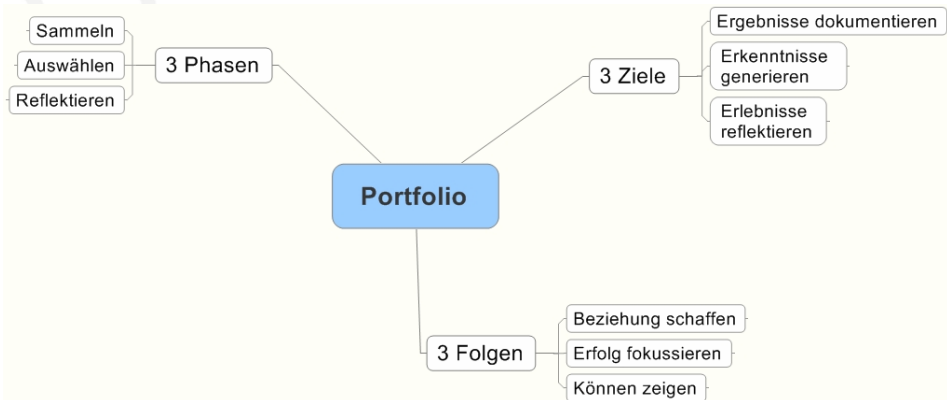 Portfolio
3 Phasen
Sammeln
Auswählen
Reflektieren
3 Ziele
Ergebnisse dokumentieren
Erkenntnisse
generieren
Erlebnisse
reflektieren
3 Folgen
Beziehung schaffen
Erfolg fokussieren
Können zeigen